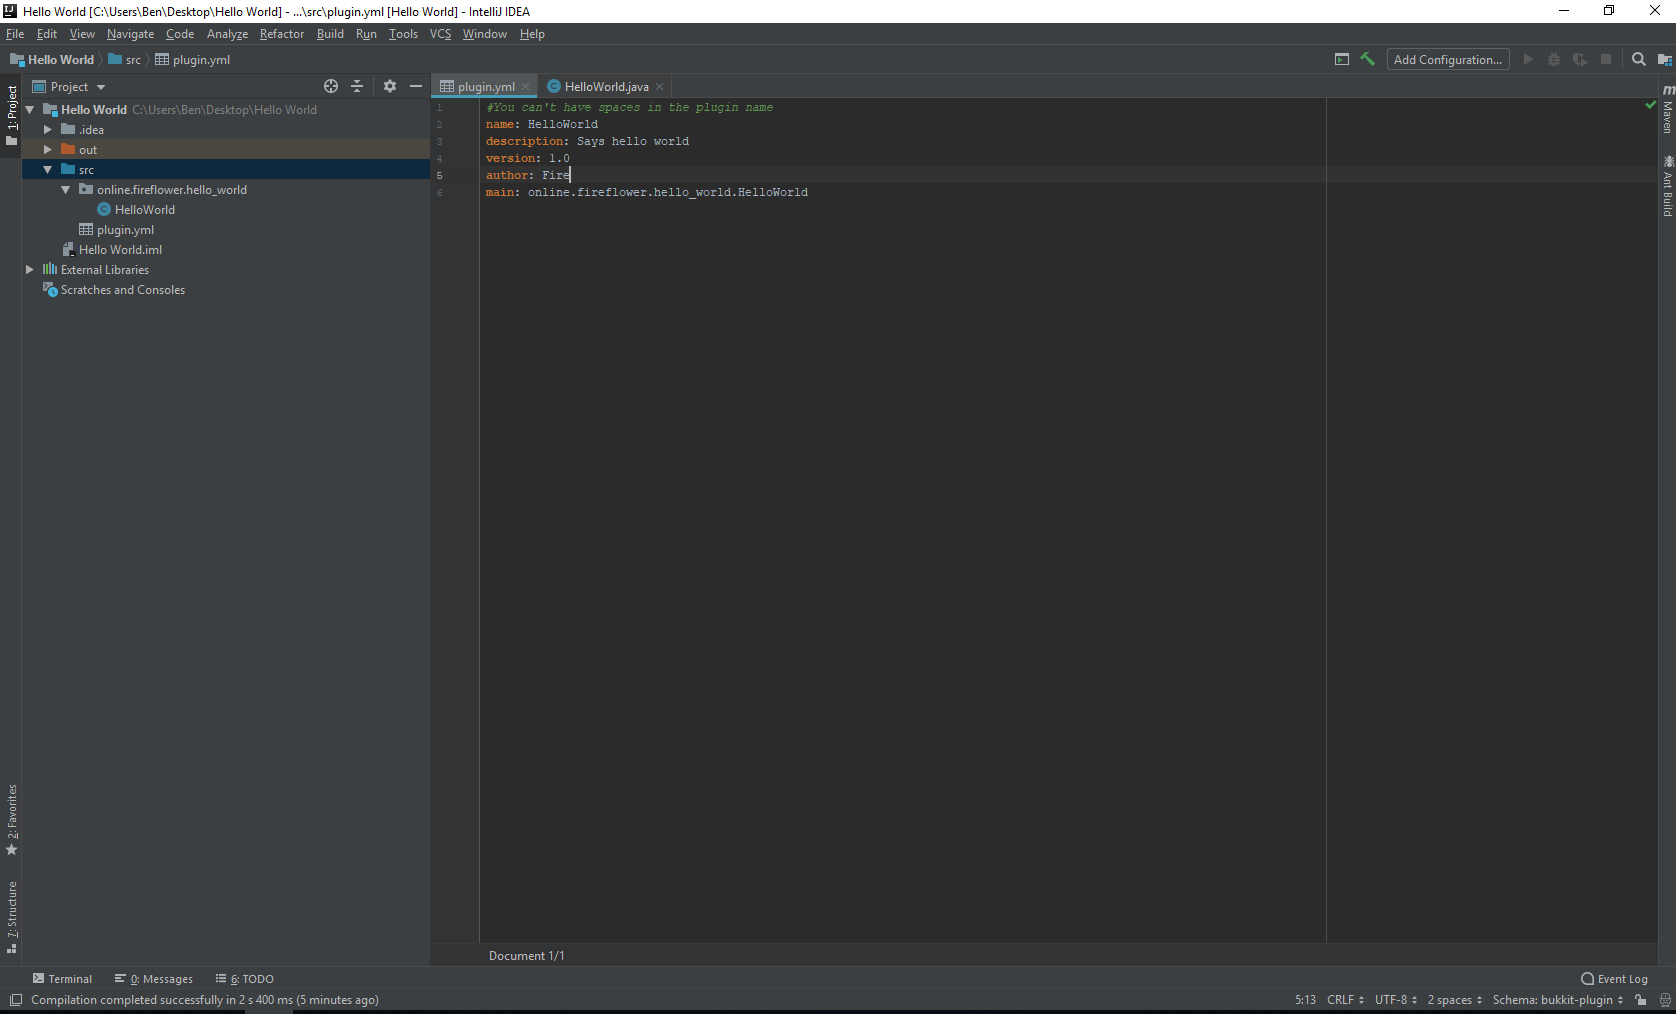 Hello World [C:\Users\Ben\Desktop\Hello World] - ...\src\plugin.yml [Hello World] - IntelliJ IDEA
File Edit View Navigate Code Analyze Refactor Build Run Tools VCS Window Help
Hello World src plugin.yml Add Configuration...
Project
plugin.yml HelloWorld.java
1: Project
Hello World C:\Users\Ben\Desktop\Hello World
.idea
out
src
online.fireflower.hello_world
HelloWorld
plugin.yml
Hello World.iml
External Libraries
Scratches and Consoles
1 #You can't have spaces in the plugin name
2 name: HelloWorld
3 description: Says hello world
4 version: 1.0
5 author: Fire
6 main: online.fireflower.hello_world.HelloWorld
m Maven
Ant Build
2: Favorites
7: Structure
Document 1/1
Terminal 0: Messages 6: TODO Event Log
Compilation completed successfully in 2 s 400 ms (5 minutes ago) 5:13 CRLF UTF-8 2 spaces Schema: bukkit-plugin